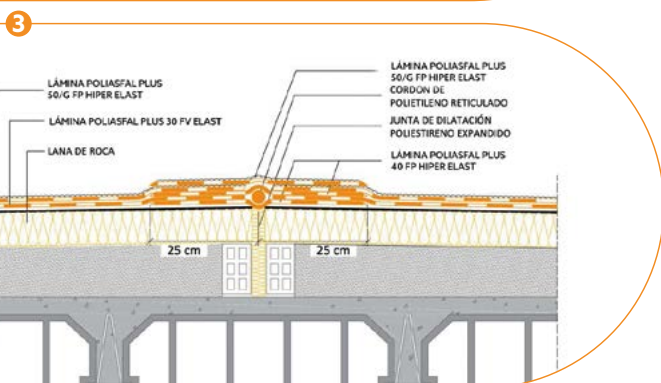 3
LÁMINA POLIASFAL PLUS
50/G FP HIPER ELAST
LÁMINA POLIASFAL PLUS 30 FV ELAST
LANA DE ROCA
LÁMINA POLIASFAL PLUS
50/G FP HIPER ELAST
CORDON DE
POLIETILENO RETICULADO
JUNTA DE DILATACIÓN
POLIESTIRENO EXPANDIDO
LÁMINA POLIASFAL PLUS
40 FP HIPER ELAST
25 cm
25 cm